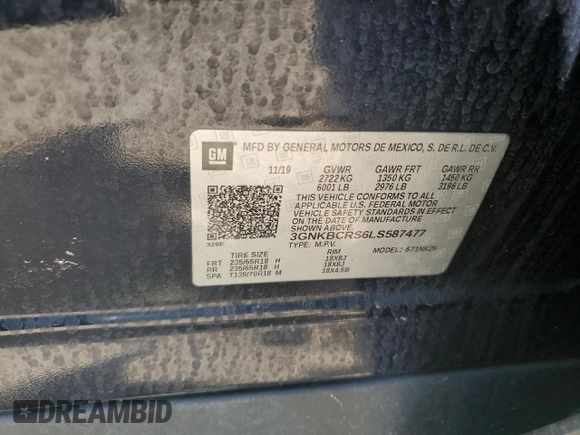 GM
MFD BY GENERAL MOTORS DE MEXICO, S. DE R.L. DE C.V.
11/19 GVWR GAWR FRT GAWR RR
2722 KG 1350 KG 1450 KG
6001 LB 2976 LB 3196 LB
THIS VEHICLE CONFORMS TO ALL APPLICABLE
U.S. FEDERAL MOTOR
VEHICLE SAFETY STANDARDS IN EFFECT
ON THE DATE OF MANUFACTURE
SHOWN ABOVE.
3GNKBCRS6LS587477
TYPE: M.P.V. MODEL: 671NK26
TIRE SIZE RIM
FRT 235/65R18 H 18X8J
RR 235/65R18 H 18X8J
SPA T135/70R18 M 18X4.5B
DREAMBID